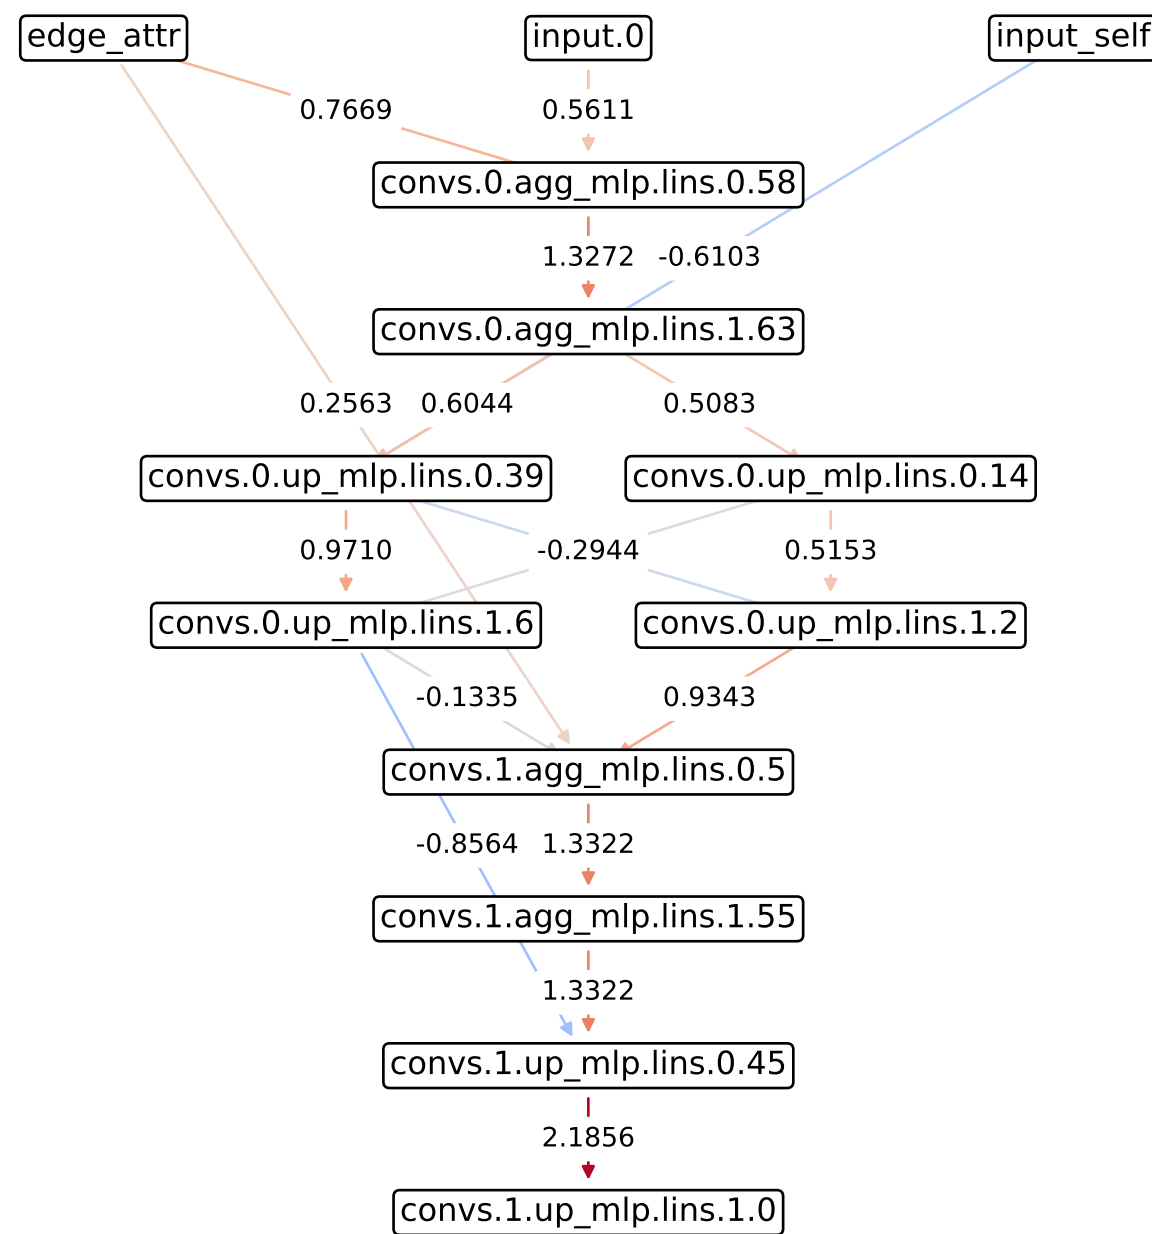 edge_attr input.0 input_self
0.7669 0.5611
convs.0.agg_mlp.lins.0.58
1.3272 -0.6103
convs.0.agg_mlp.lins.1.63
0.2563 0.6044 0.5083
convs.0.up_mlp.lins.0.39 convs.0.up_mlp.lins.0.14
0.9710 -0.2944 0.5153
convs.0.up_mlp.lins.1.6 convs.0.up_mlp.lins.1.2
-0.1335 0.9343
convs.1.agg_mlp.lins.0.5
-0.8564 1.3322
convs.1.agg_mlp.lins.1.55
1.3322
convs.1.up_mlp.lins.0.45
2.1856
convs.1.up_mlp.lins.1.0